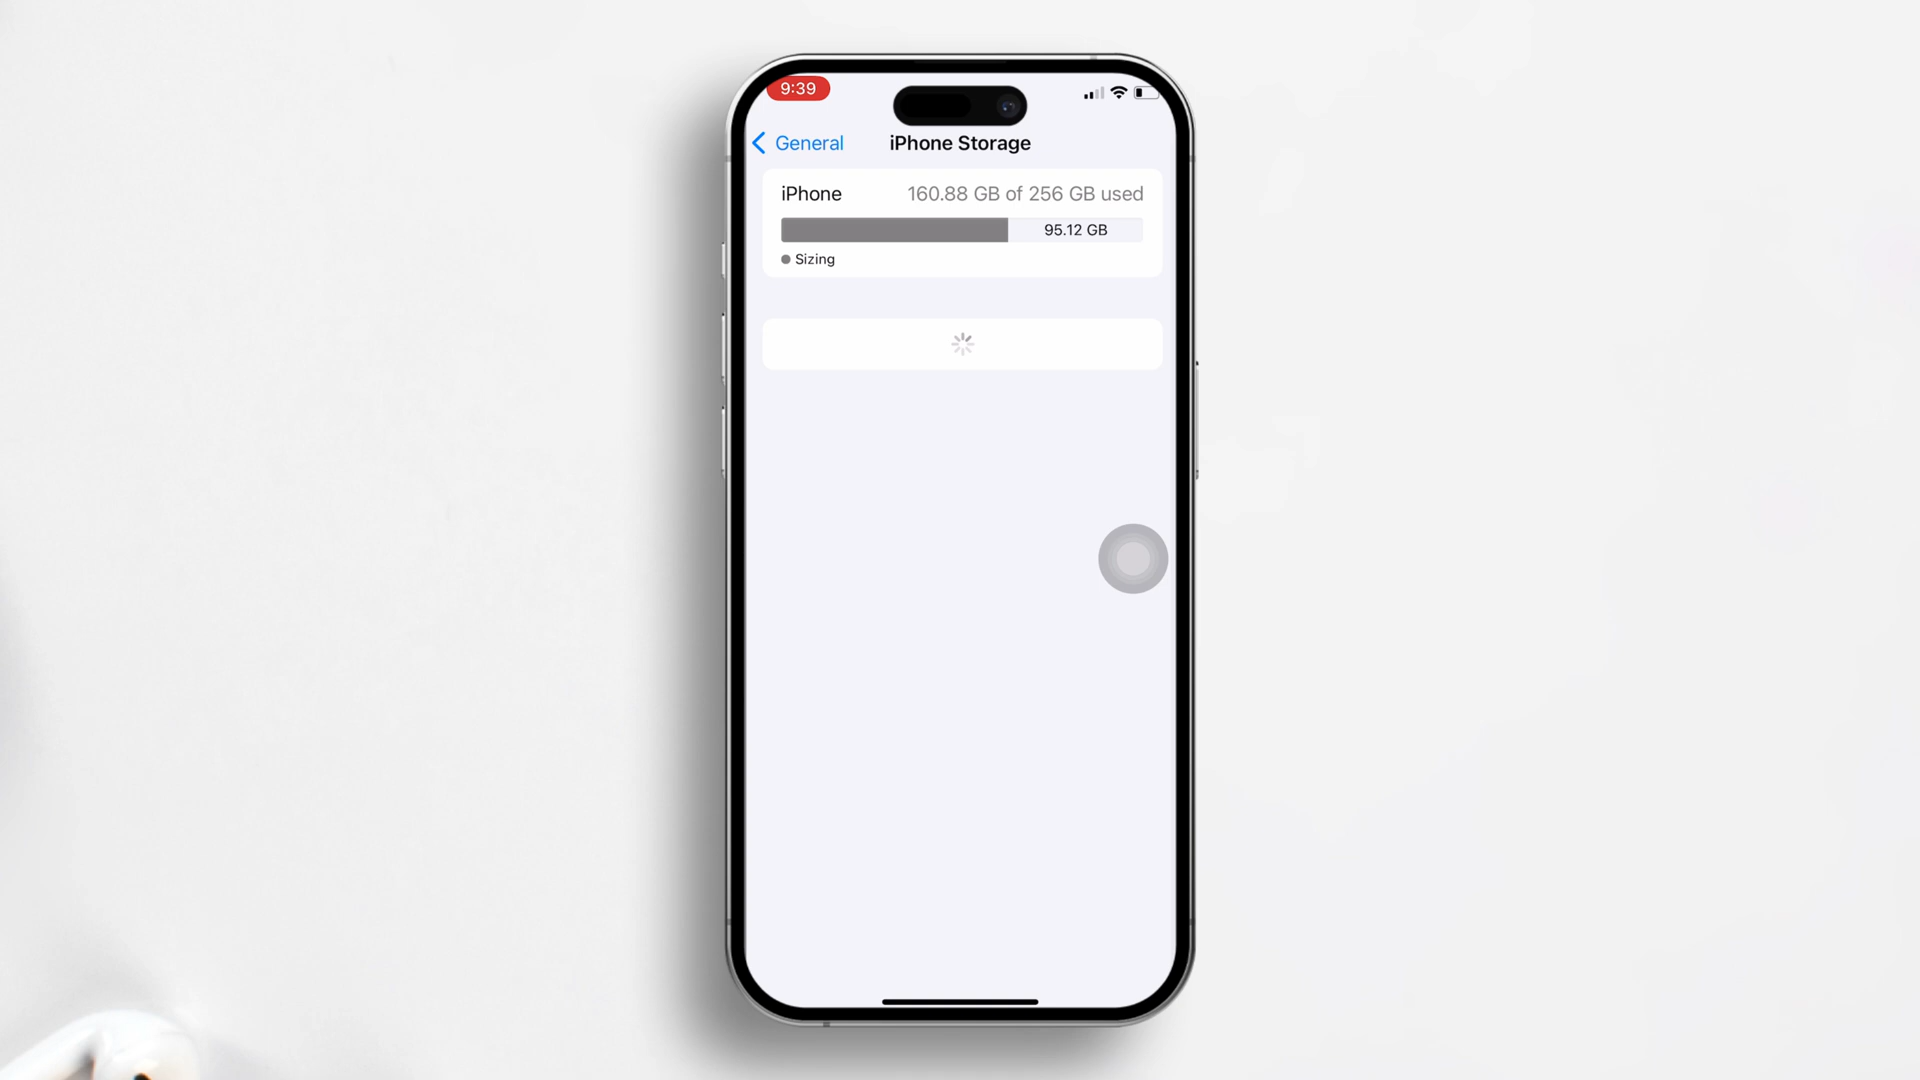 9:39
General
iPhone Storage
iPhone
160.88 GB of 256 GB used
95.12 GB
Sizing